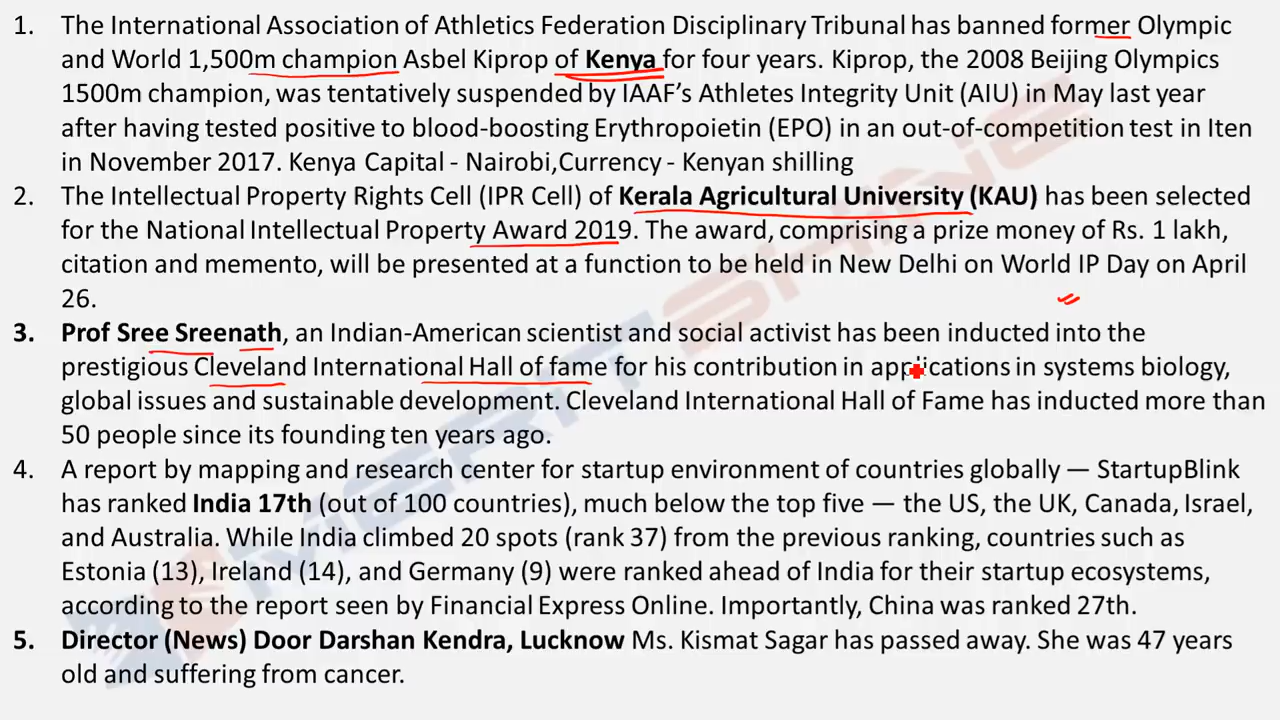 1. The International Association of Athletics Federation Disciplinary Tribunal has banned former Olympic
and World 1,500m champion Asbel Kiprop of Kenya for four years. Kiprop, the 2008 Beijing Olympics
1500m champion, was tentatively suspended by IAAF’s Athletes Integrity Unit (AIU) in May last year
after having tested positive to blood-boosting Erythropoietin (EPO) in an out-of-competition test in Iten
in November 2017. Kenya Capital - Nairobi,Currency - Kenyan shilling
2. The Intellectual Property Rights Cell (IPR Cell) of Kerala Agricultural University (KAU) has been selected
for the National Intellectual Property Award 2019. The award, comprising a prize money of Rs. 1 lakh,
citation and memento, will be presented at a function to be held in New Delhi on World IP Day on April
26.
3. Prof Sree Sreenath, an Indian-American scientist and social activist has been inducted into the
prestigious Cleveland International Hall of fame for his contribution in applications in systems biology,
global issues and sustainable development. Cleveland International Hall of Fame has inducted more than
50 people since its founding ten years ago.
4. A report by mapping and research center for startup environment of countries globally — StartupBlink
has ranked India 17th (out of 100 countries), much below the top five — the US, the UK, Canada, Israel,
and Australia. While India climbed 20 spots (rank 37) from the previous ranking, countries such as
Estonia (13), Ireland (14), and Germany (9) were ranked ahead of India for their startup ecosystems,
according to the report seen by Financial Express Online. Importantly, China was ranked 27th.
5. Director (News) Door Darshan Kendra, Lucknow Ms. Kismat Sagar has passed away. She was 47 years
old and suffering from cancer.
MERITSHINE